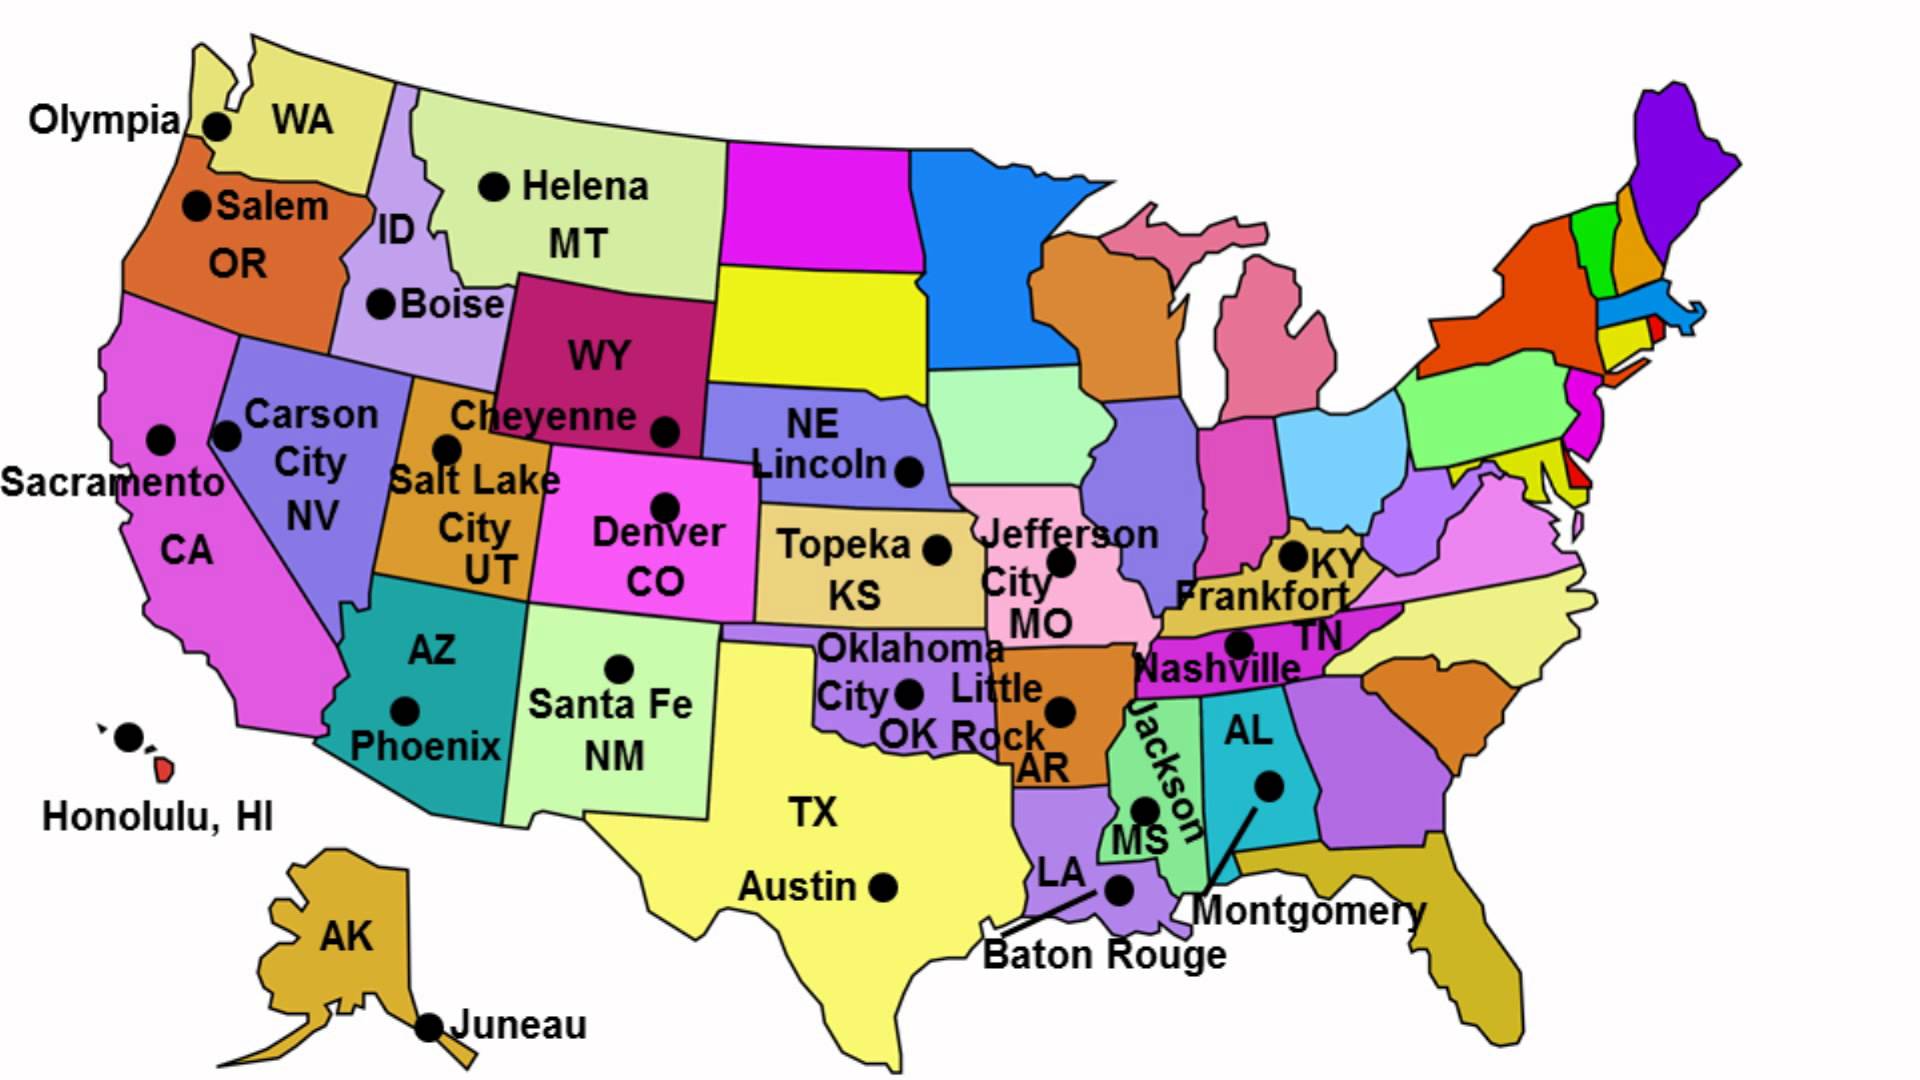 Olympia
WA
Salem
OR
ID
Boise
Helena
MT
WY
Cheyenne
Carson
City
NV
Sacramento
CA
Salt Lake
City
UT
Denver
CO
NE
Lincoln
Topeka
KS
Jefferson
City
MO
KY
Frankfort
TN
Nashville
AZ
Phoenix
Santa Fe
NM
Oklahoma
City
OK
Little
Rock
AR
Jackson
MS
AL
Montgomery
TX
Austin
LA
Baton Rouge
Honolulu, HI
AK
Juneau